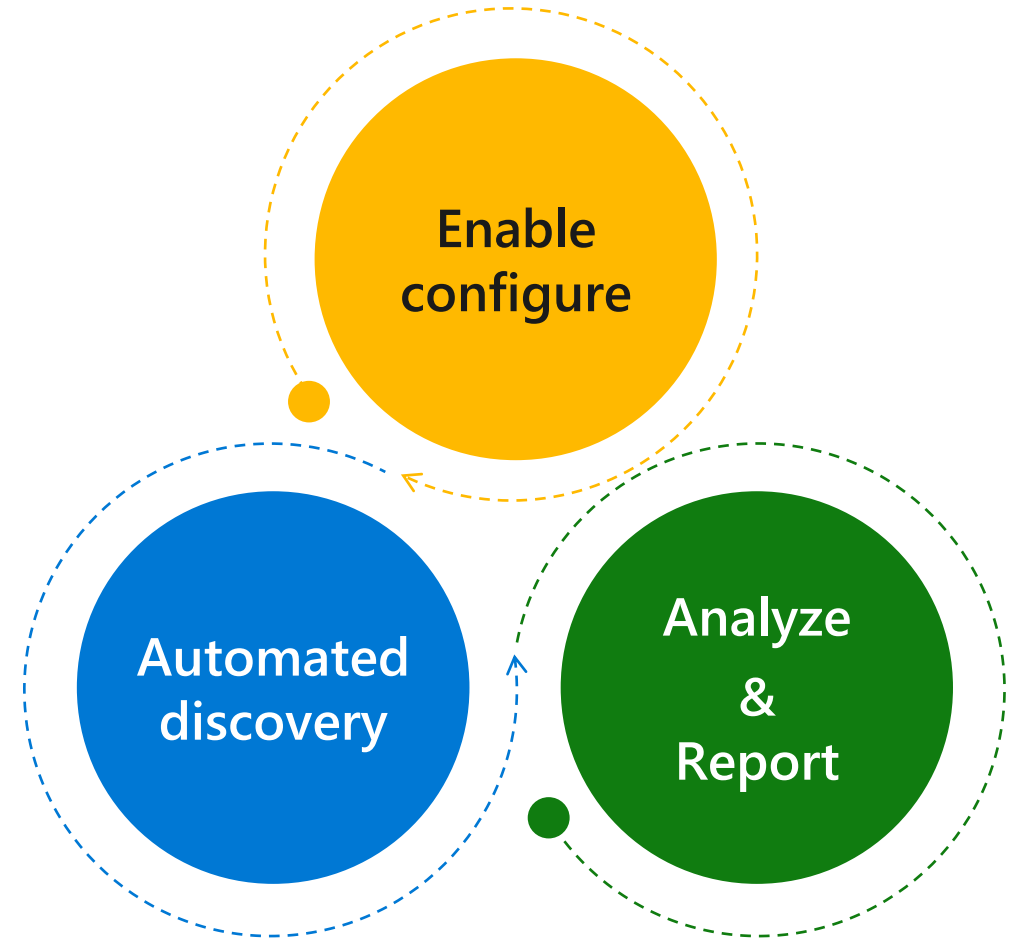 Enable
configure
Automated
discovery
Analyze
&
Report